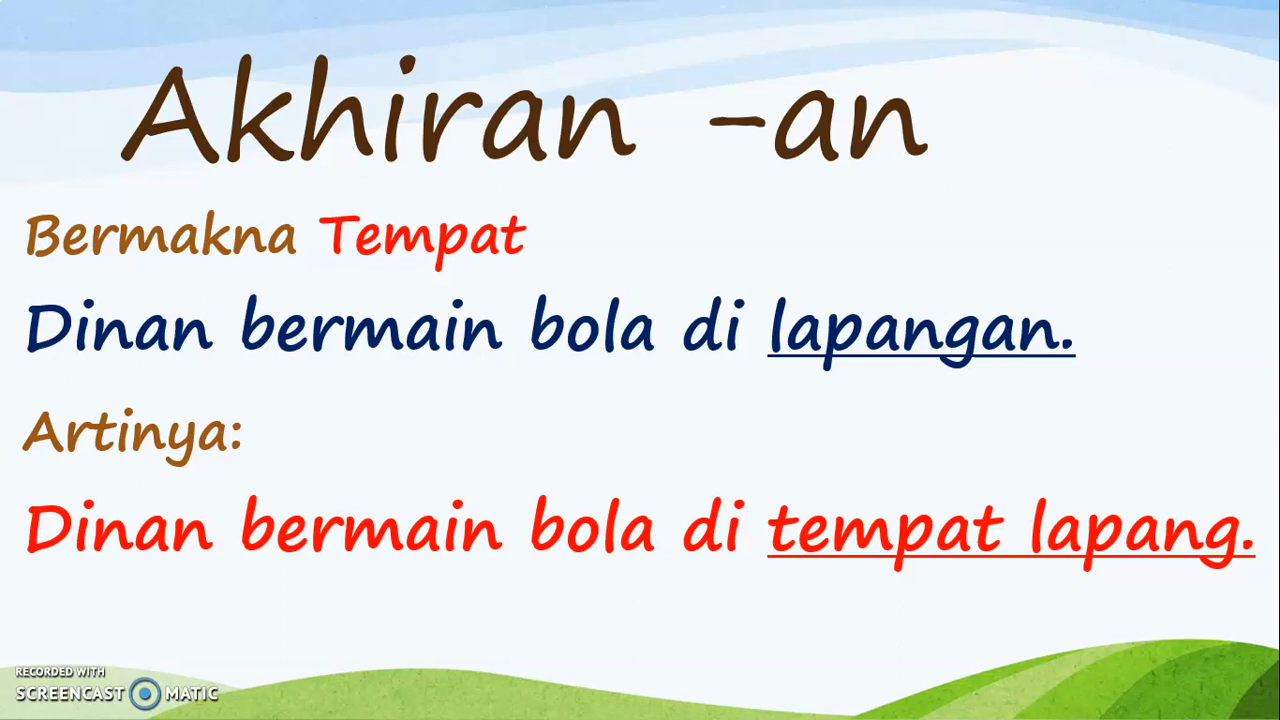 Akhiran -an
Bermakna Tempat
Dinan bermain bola di lapangan.
Artinya:
Dinan bermain bola di tempat lapang.
RECORDED WITH
SCREENCAST MATIC